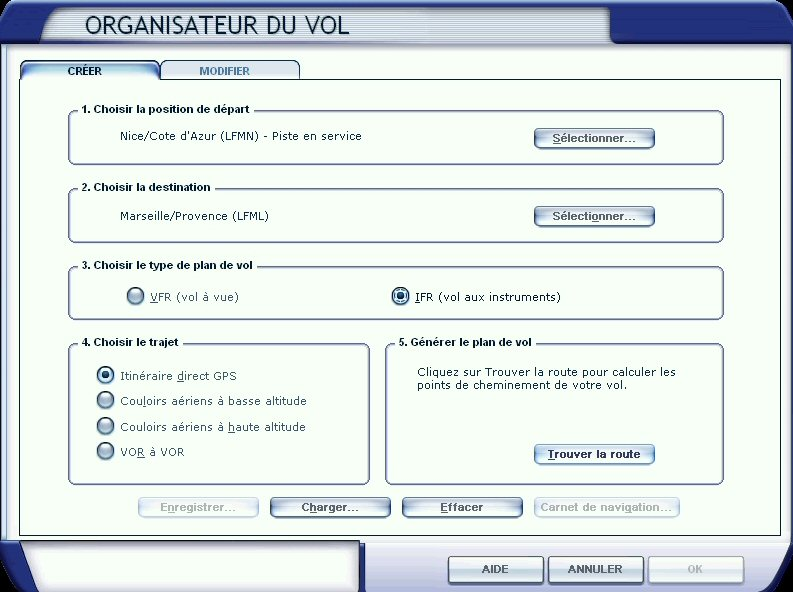 ORGANISATEUR DU VOL
CRÉER
MODIFIER
1. Choisir la position de départ
Nice/Cote d'Azur (LFMN) - Piste en service
Sélectionner...
2. Choisir la destination
Marseille/Provence (LFML)
Sélectionner...
3. Choisir le type de plan de vol
VFR (vol à vue)
IFR (vol aux instruments)
4. Choisir le trajet
Itinéraire direct GPS
Couloirs aériens à basse altitude
Couloirs aériens à haute altitude
VOR à VOR
5. Générer le plan de vol
Cliquez sur Trouver la route pour calculer les
points de cheminement de votre vol.
Trouver la route
Enregistrer...
Charger...
Effacer
Carnet de navigation...
AIDE
ANNULER
OK